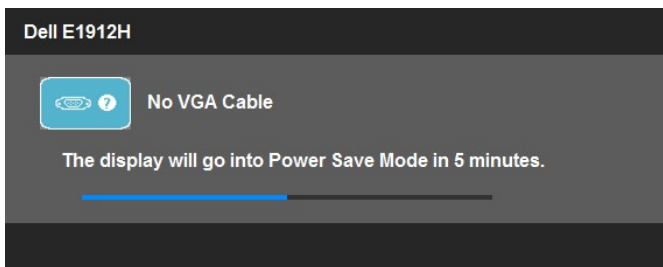 Dell E1912H
? No VGA Cable
The display will go into Power Save Mode in 5 minutes.